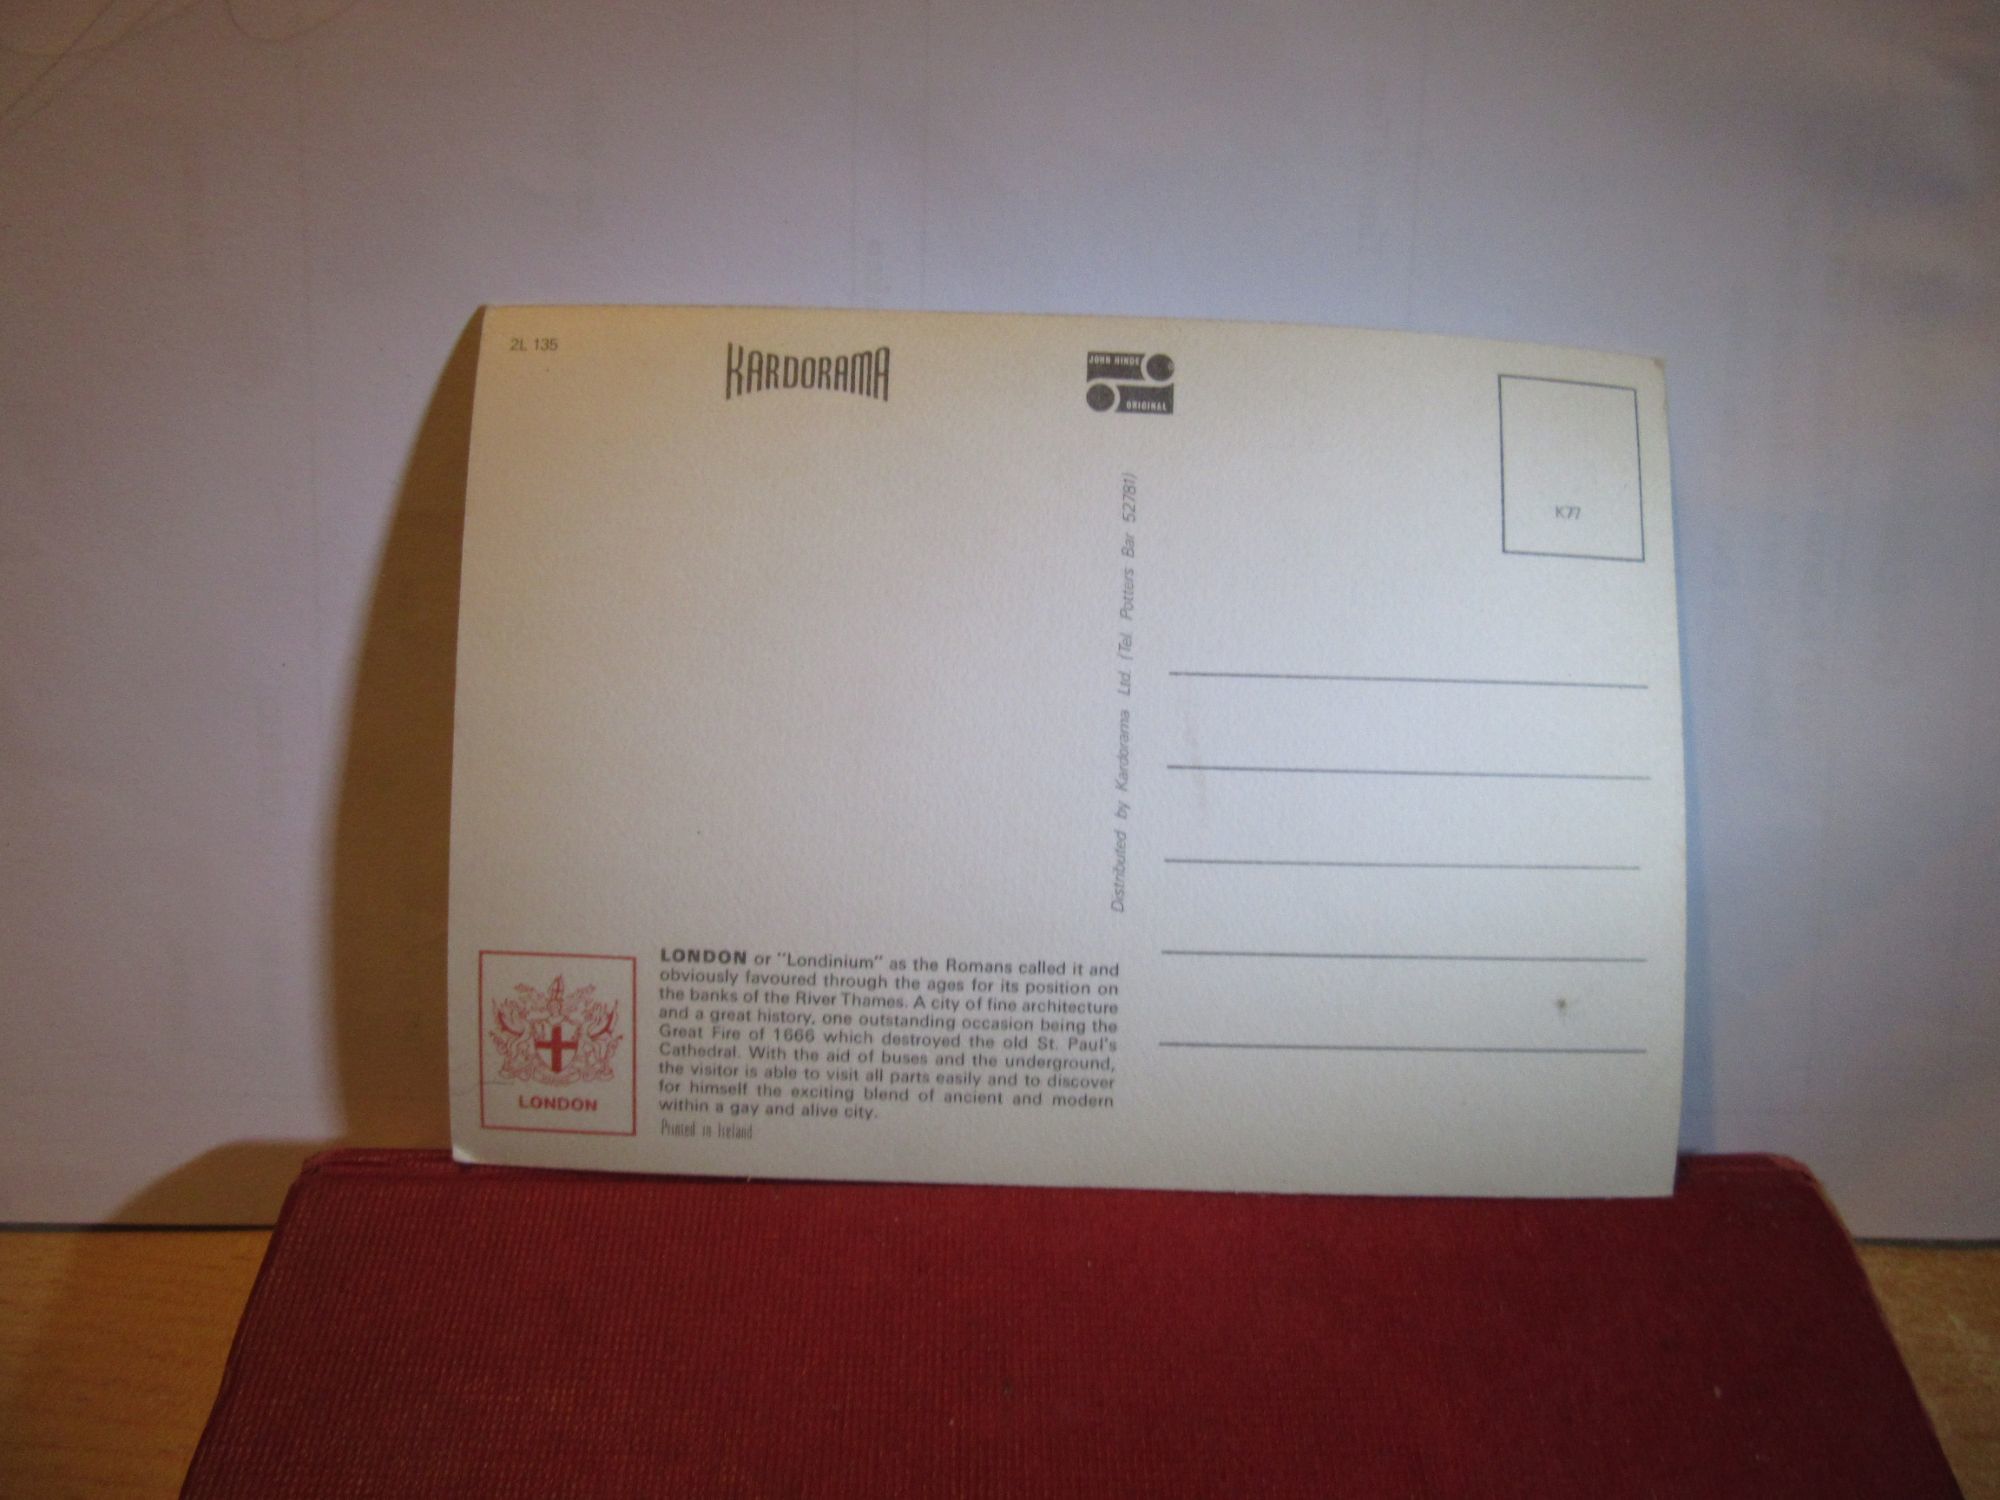 2L 135
KARDORAMA
JOHN HINDE
ORIGINAL
K77
Distributed by Kardorama Ltd. (Tel. Potters Bar 52781)
LONDON or "Londinium" as the Romans called it and
obviously favoured through the ages for its position on
the banks of the River Thames. A city of fine architecture
and a great history, one outstanding occasion being the
Great Fire of 1666 which destroyed the old St. Paul's
Cathedral. With the aid of buses and the underground,
the visitor is able to visit all parts easily and to discover
for himself the exciting blend of ancient and modern
within a gay and alive city.
Printed in Ireland
LONDON